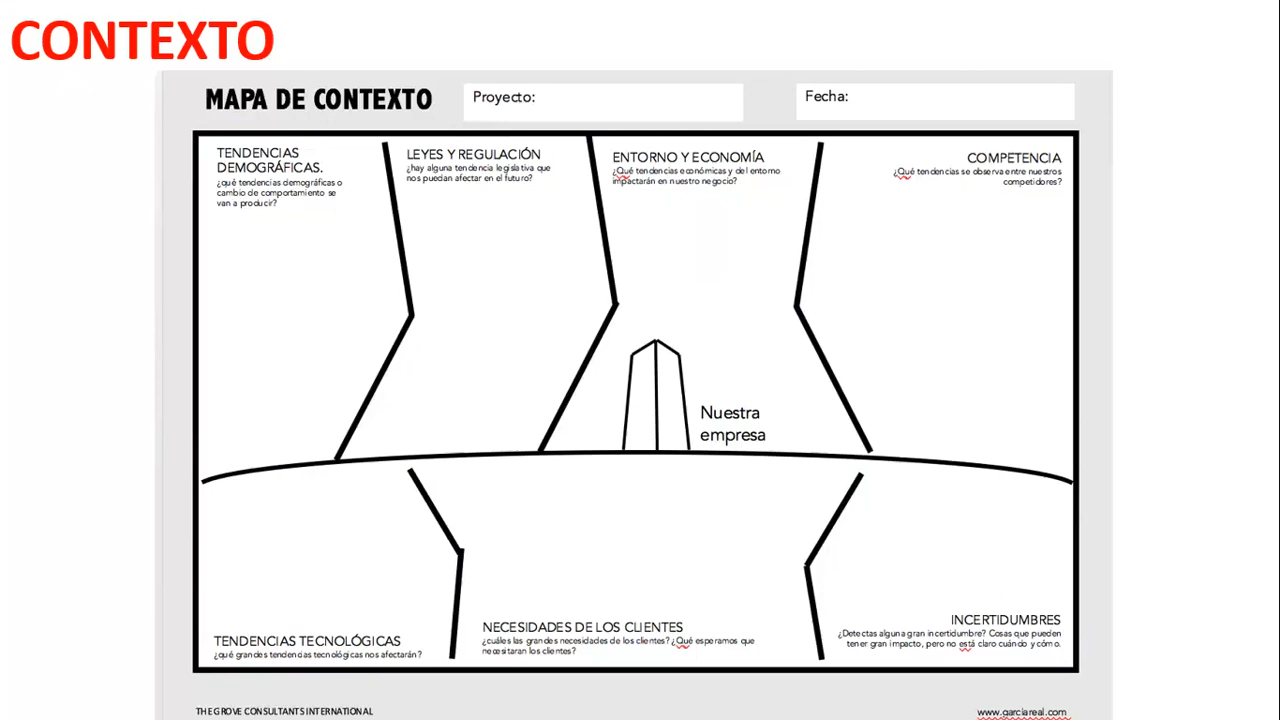 CONTEXTO
MAPA DE CONTEXTO
Proyecto:
Fecha:
TENDENCIAS
DEMOGRÁFICAS.
¿qué tendencias demográficas o
cambio de comportamiento se
van a producir?
LEYES Y REGULACIÓN
¿hay alguna tendencia legislativa que
nos puedan afectar en el futuro?
ENTORNO Y ECONOMÍA
¿Qué tendencias económicas y del entorno
impactarán en nuestro negocio?
COMPETENCIA
¿Qué tendencias se observa entre nuestros
competidores?
Nuestra
empresa
TENDENCIAS TECNOLÓGICAS
¿qué grandes tendencias tecnológicas nos afectarán?
NECESIDADES DE LOS CLIENTES
¿cuáles las grandes necesidades de los clientes? ¿Qué esperamos que
necesitaran los clientes?
INCERTIDUMBRES
¿Detectas alguna gran incertidumbre? Cosas que pueden
tener gran impacto, pero no está claro cuándo y cómo.
THE GROVE CONSULTANTS INTERNATIONAL
www.garciareal.com